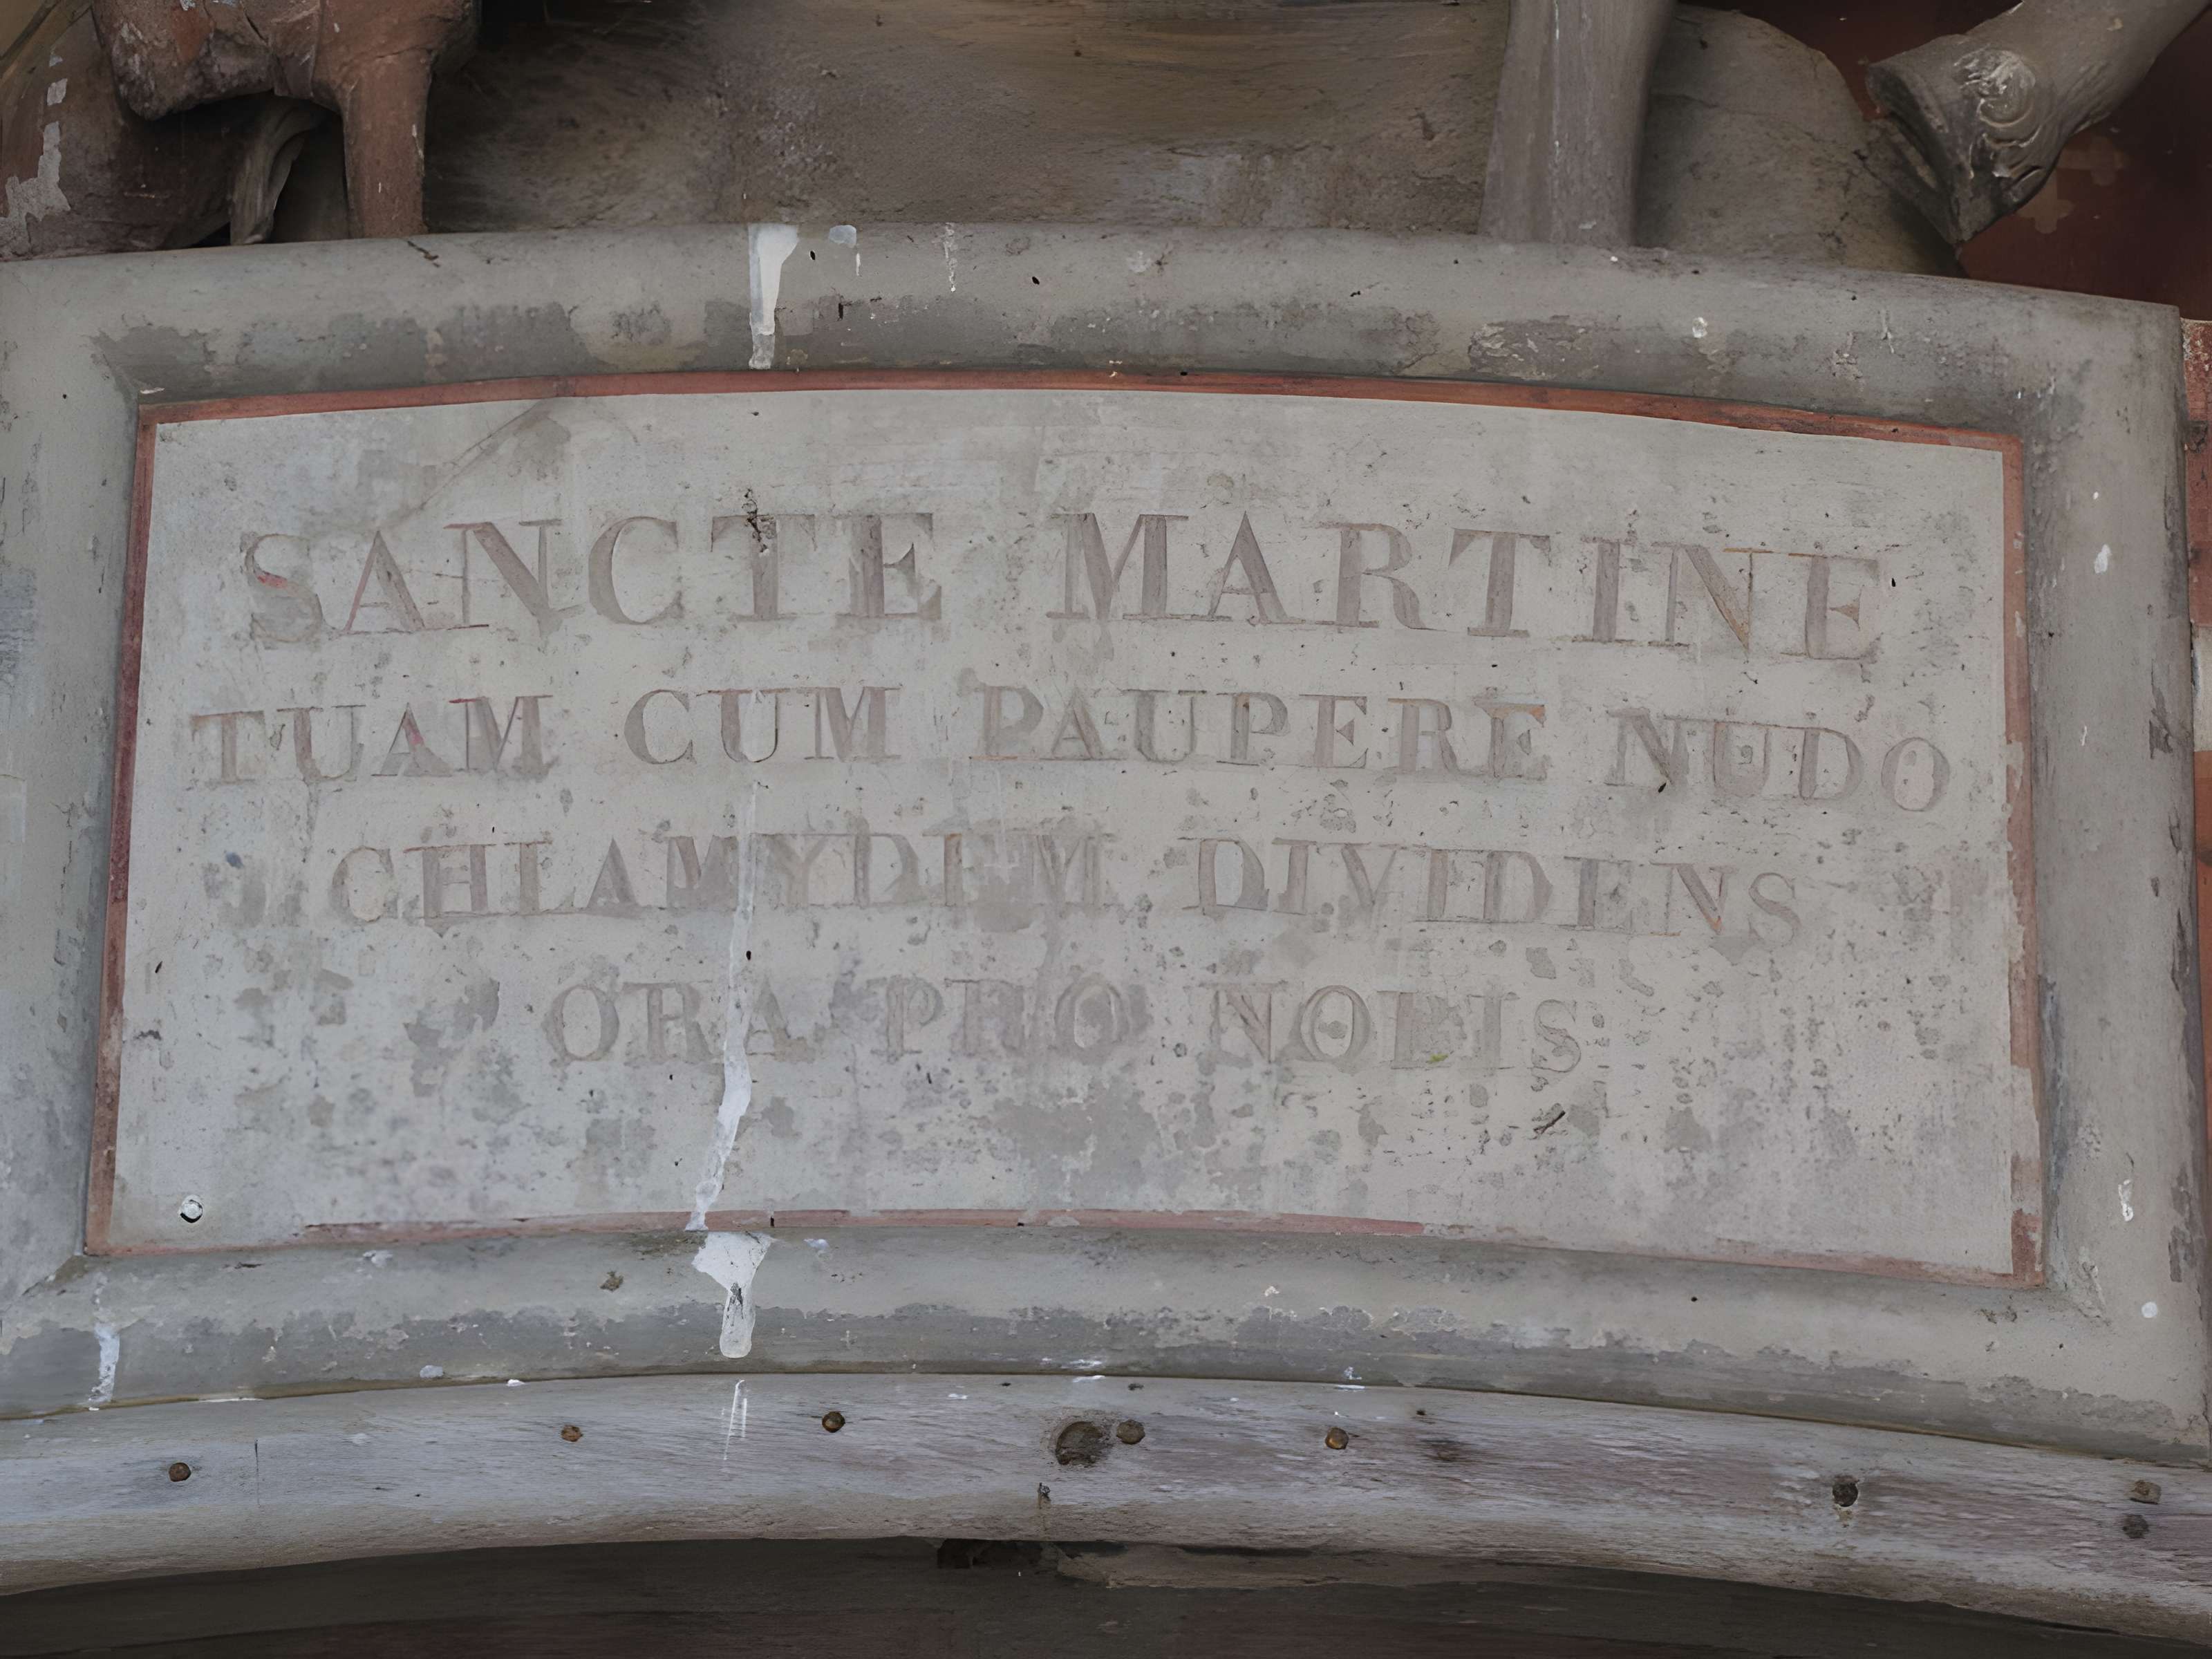 SANCTE MARTINE
TUAM CUM PAUPERE NUDO
CHLAMYDEM DIVIDENS
ORA PRO NOBIS